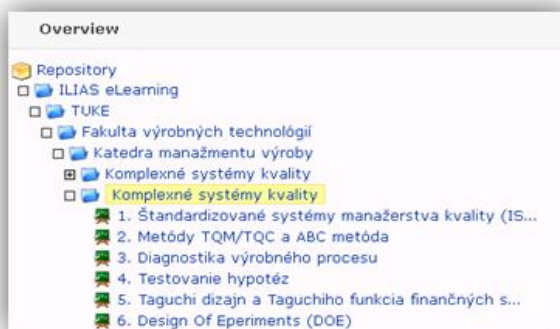 Overview
Repository
ILIAS eLearning
TUKE
Fakulta výrobných technológií
Katedra manažmentu výroby
Komplexné systémy kvality
Komplexné systémy kvality
1. Štandardizované systémy manažerstva kvality (IS...
2. Metódy TQM/TQC a ABC metóda
3. Diagnostika výrobného procesu
4. Testovanie hypotéz
5. Taguchi dizajn a Taguchiho funkcia finančných s...
6. Design Of Eperiments (DOE)